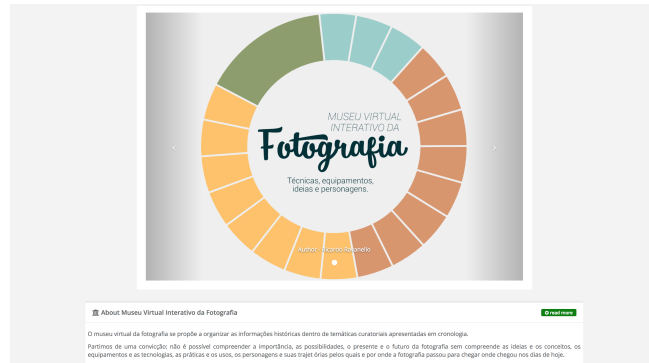 MUSEU VIRTUAL
INTERATIVO DA
Fotografia
Técnicas, equipamentos,
ideias e personagens.
Author - Ricardo Ravanello
About Museu Virtual Interativo da Fotografia
read more
O museu virtual da fotografia se propõe a organizar as informações históricas dentro de temáticas curatoriais apresentadas em cronologia.
Partimos de uma convicção: não é possível compreender a importância, as possibilidades, o presente e o futuro da fotografia sem compreende as ideias e os conceitos, os
equipamentos e as tecnologias, as práticas e os usos, os personagens e suas trajet órias pelos quais e por onde a fotografia passou para chegar onde chegou nos dias de hoje.